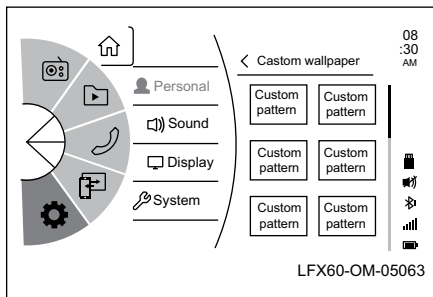 08
:30
AM
Castom wallpaper
Personal
Sound
Display
System
Custom
pattern
Custom
pattern
Custom
pattern
Custom
pattern
Custom
pattern
Custom
pattern
LFX60-OM-05063